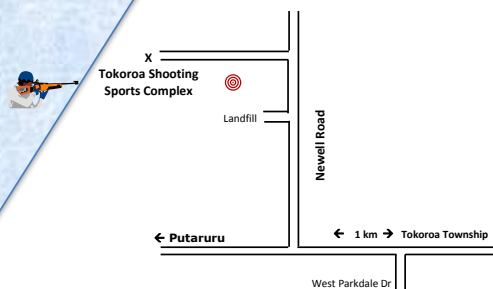 X
Tokoroa Shooting
Sports Complex
Landfill
Newell Road
← Putaruru
← 1 km → Tokoroa Township
West Parkdale Dr